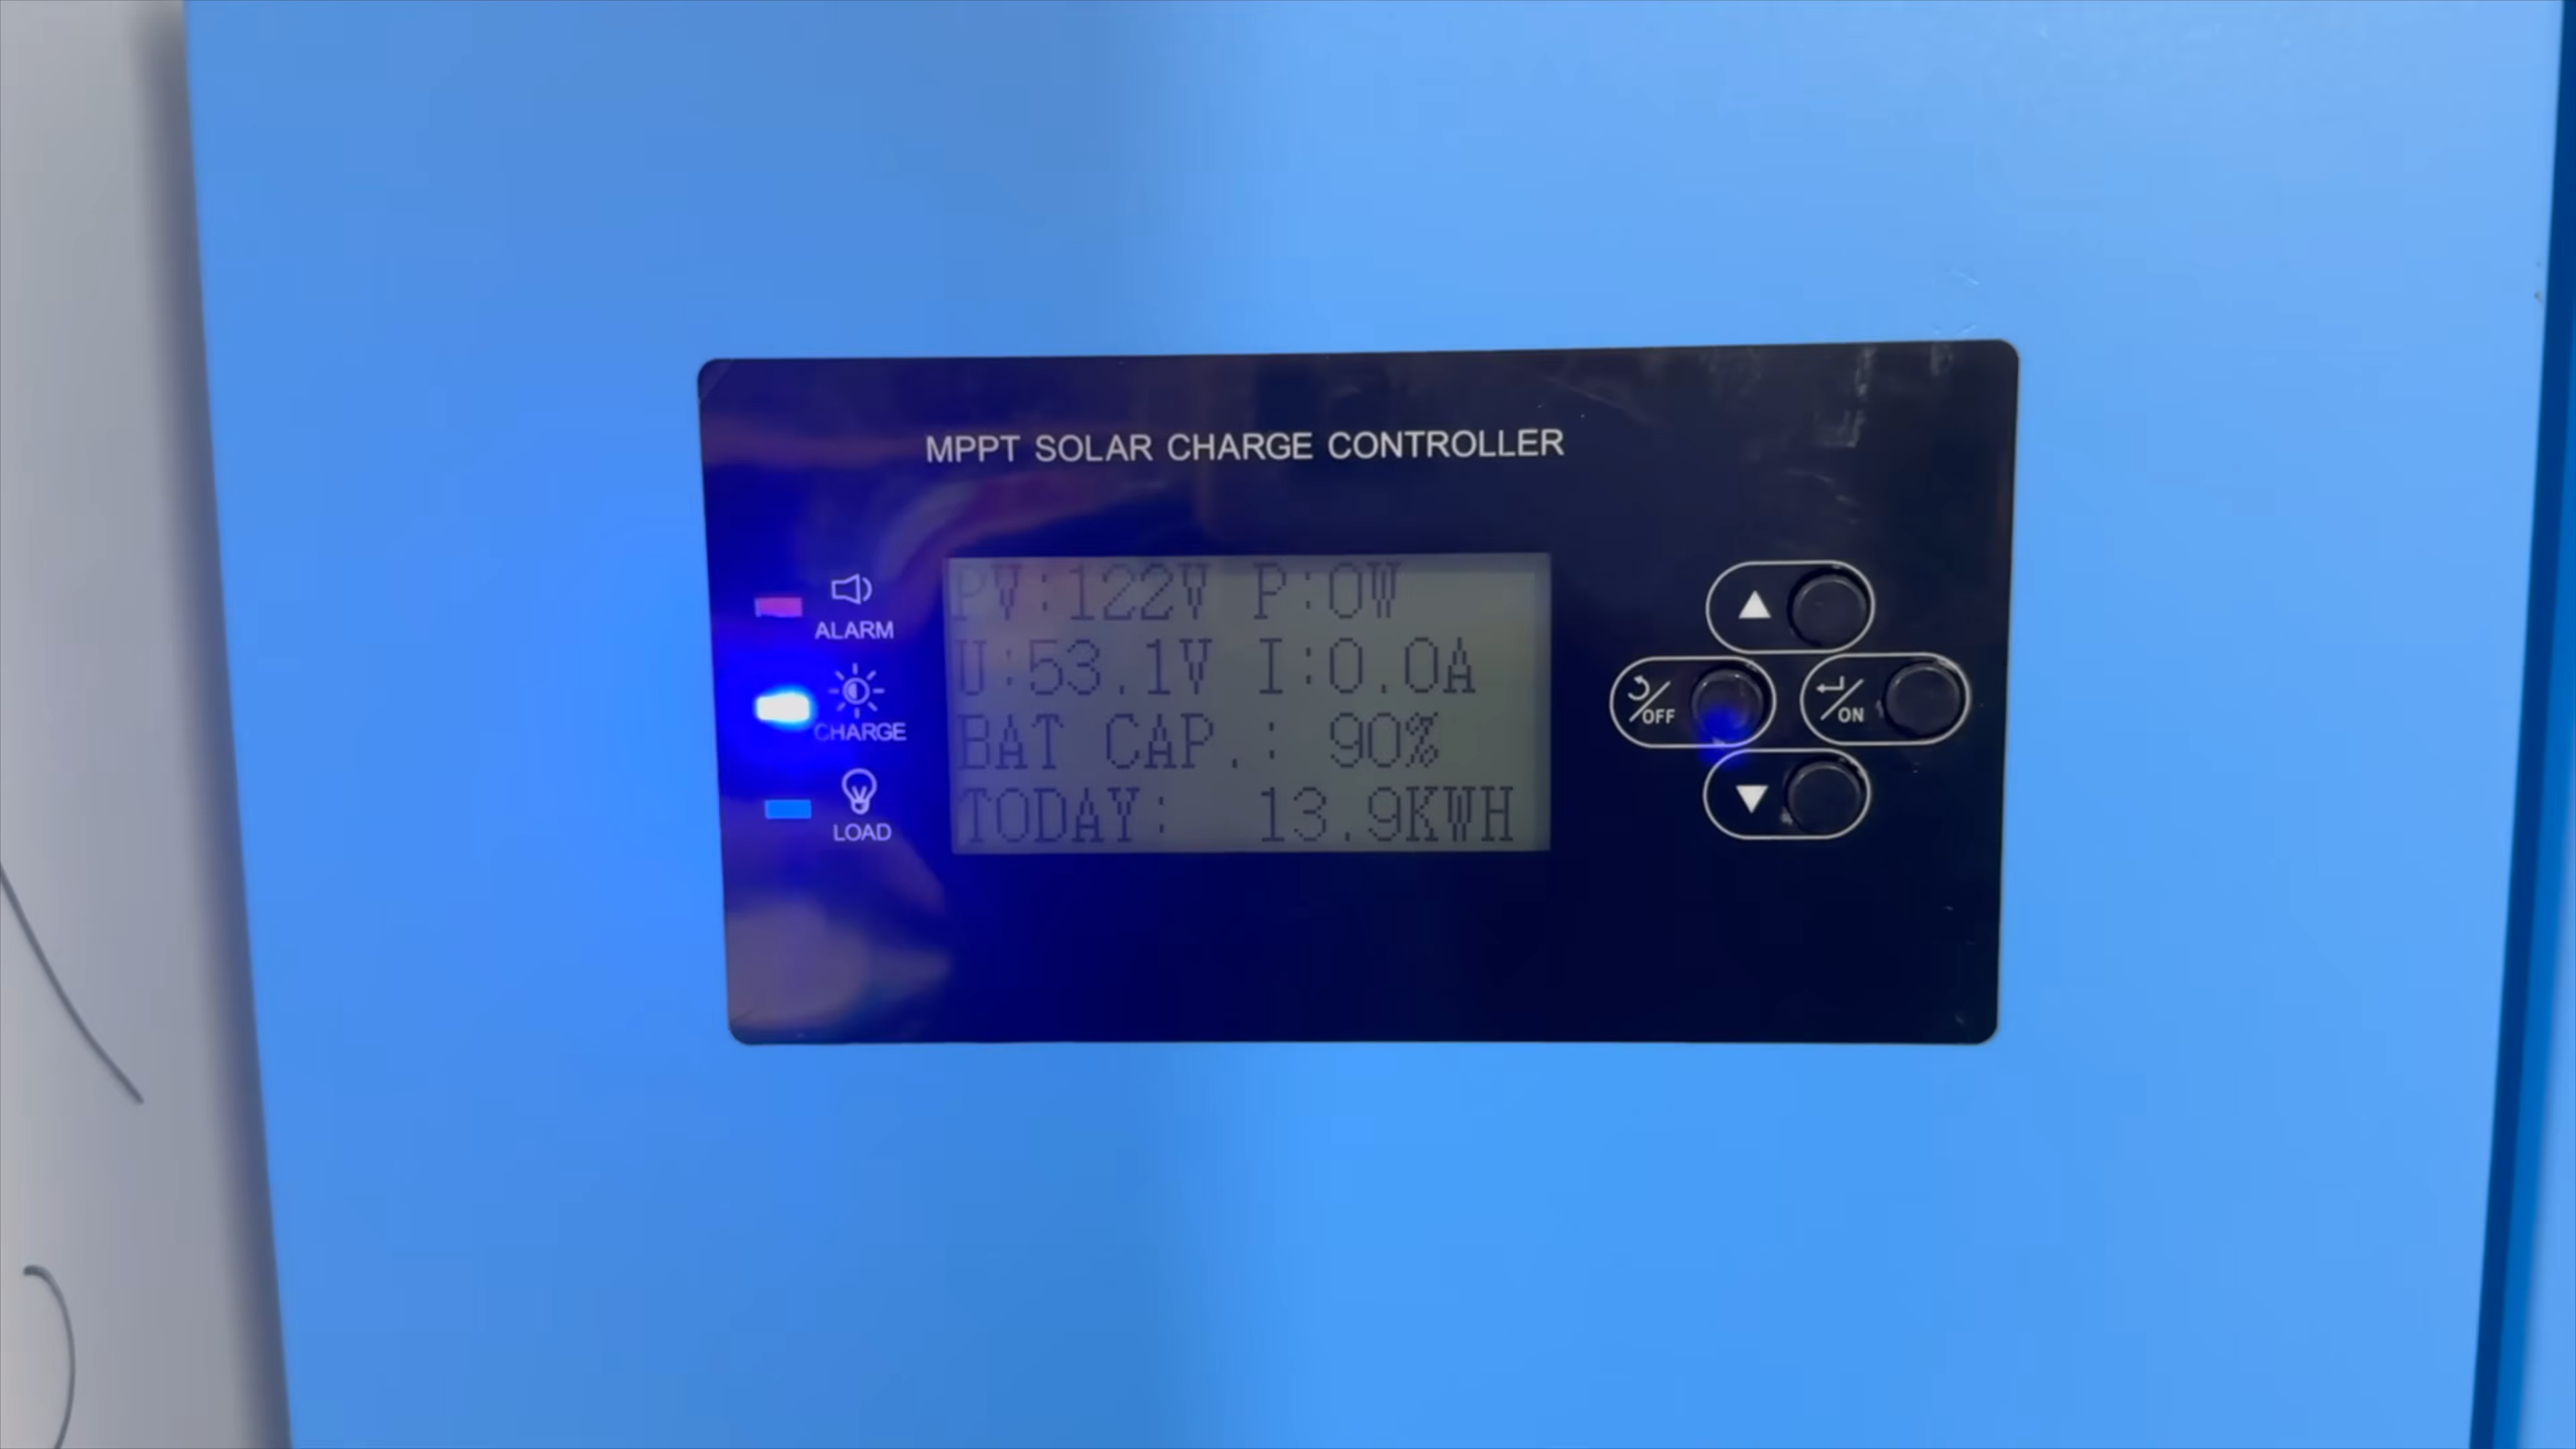 MPPT SOLAR CHARGE CONTROLLER
ALARM
CHARGE
LOAD
PV:122V P:0W
U:53.1V I:0.0A
BAT CAP.: 90%
TODAY: 13.9KWH
/OFF
/ON